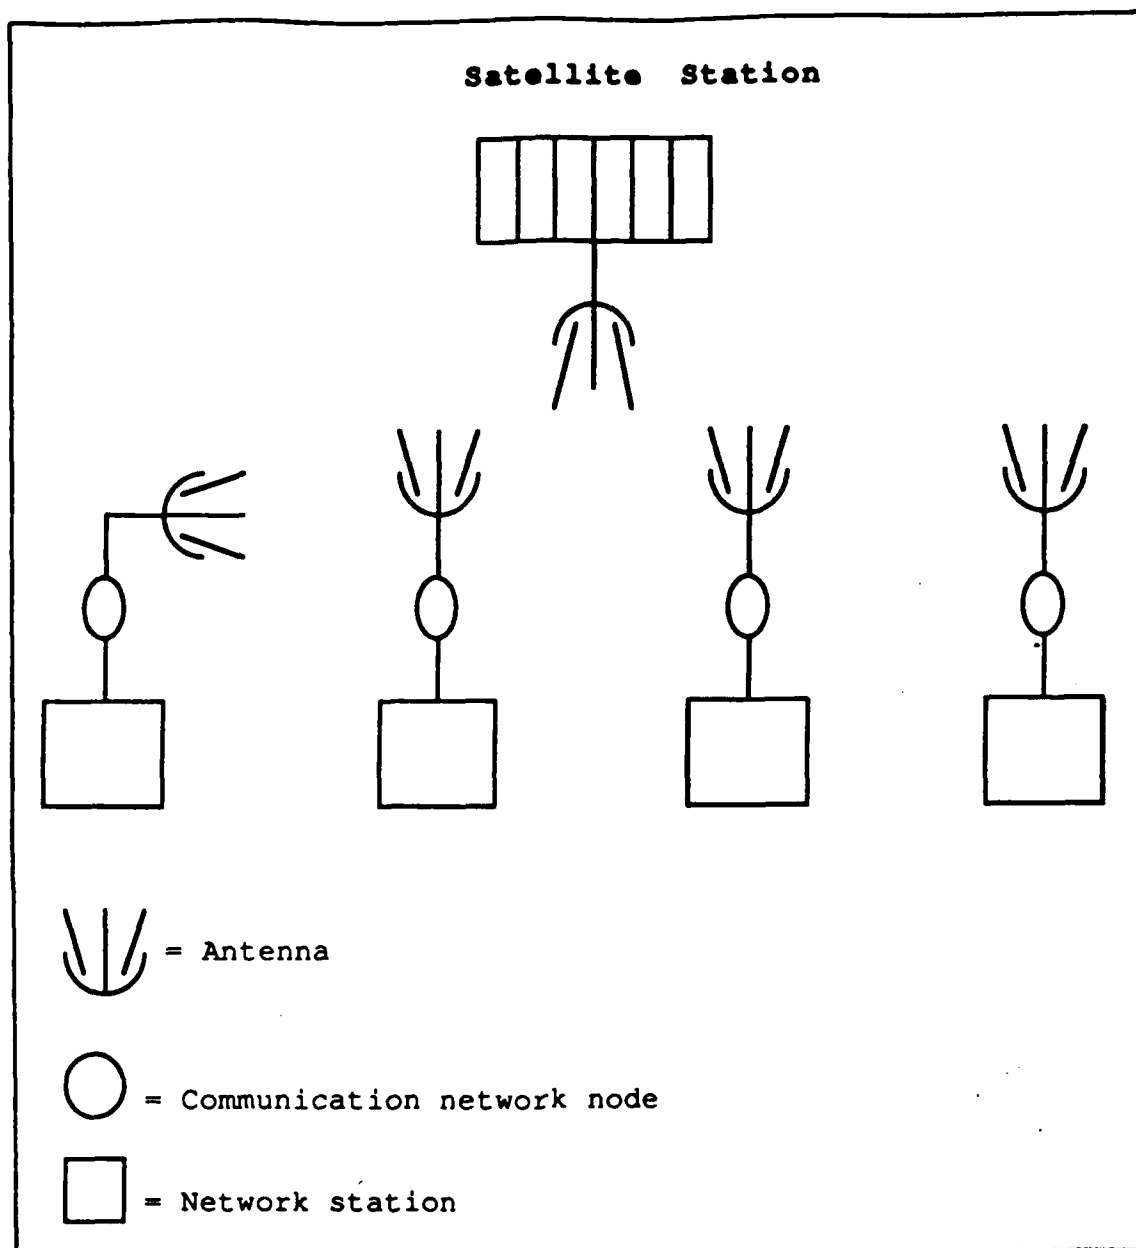 Satellite Station
= Antenna
= Communication network node
= Network station